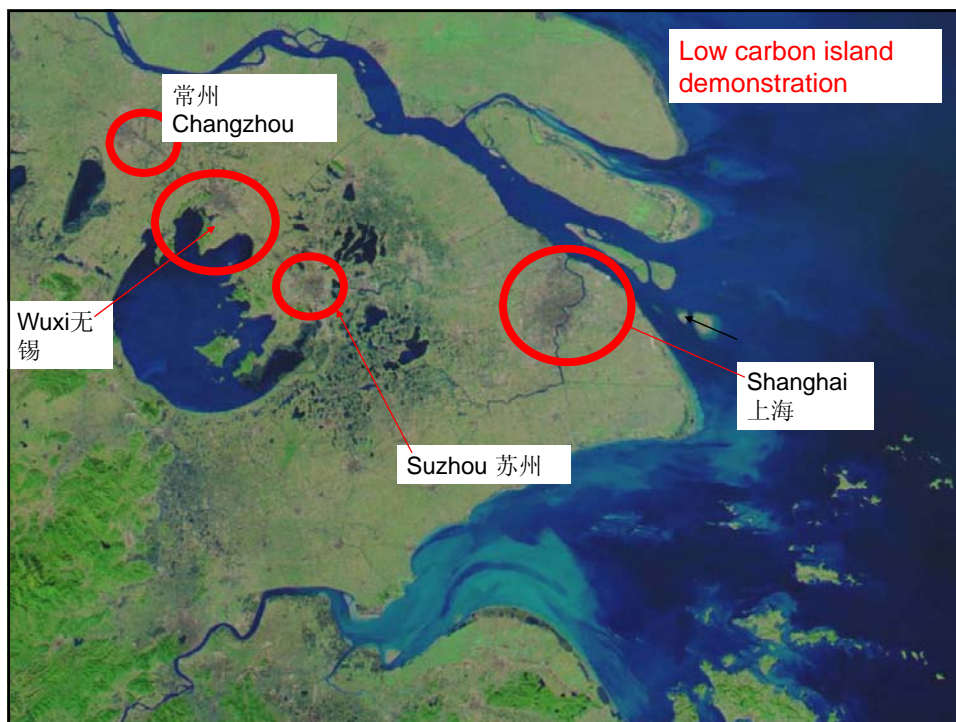 Low carbon island
demonstration
常州
Changzhou
Wuxi无
锡
Shanghai
上海
Suzhou 苏州